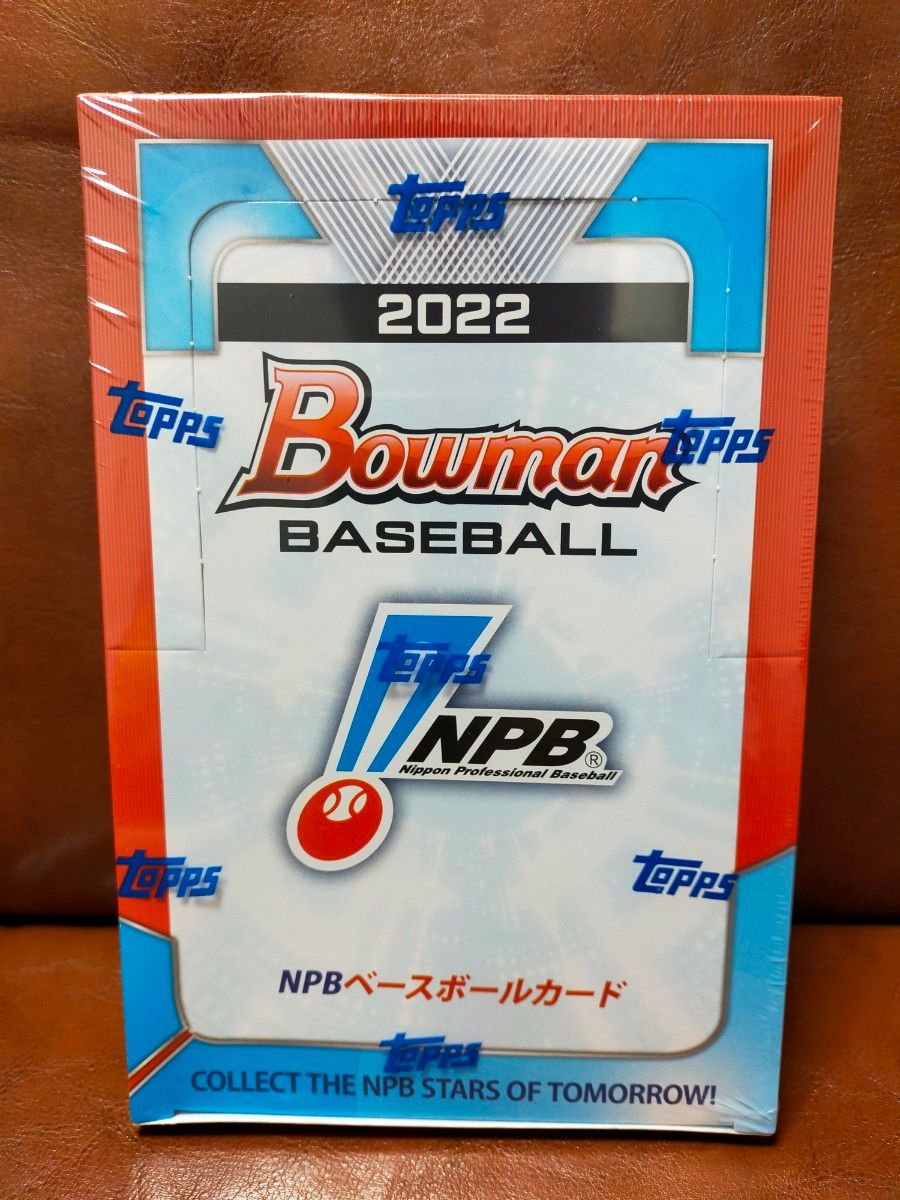 TOPPS
2022
Bowman
TOPPS
TOPPS
BASEBALL
TOPPS
NPB®
Nippon Professional Baseball
TOPPS
TOPPS
NPBベースボールカード
TOPPS
COLLECT THE NPB STARS OF TOMORROW!